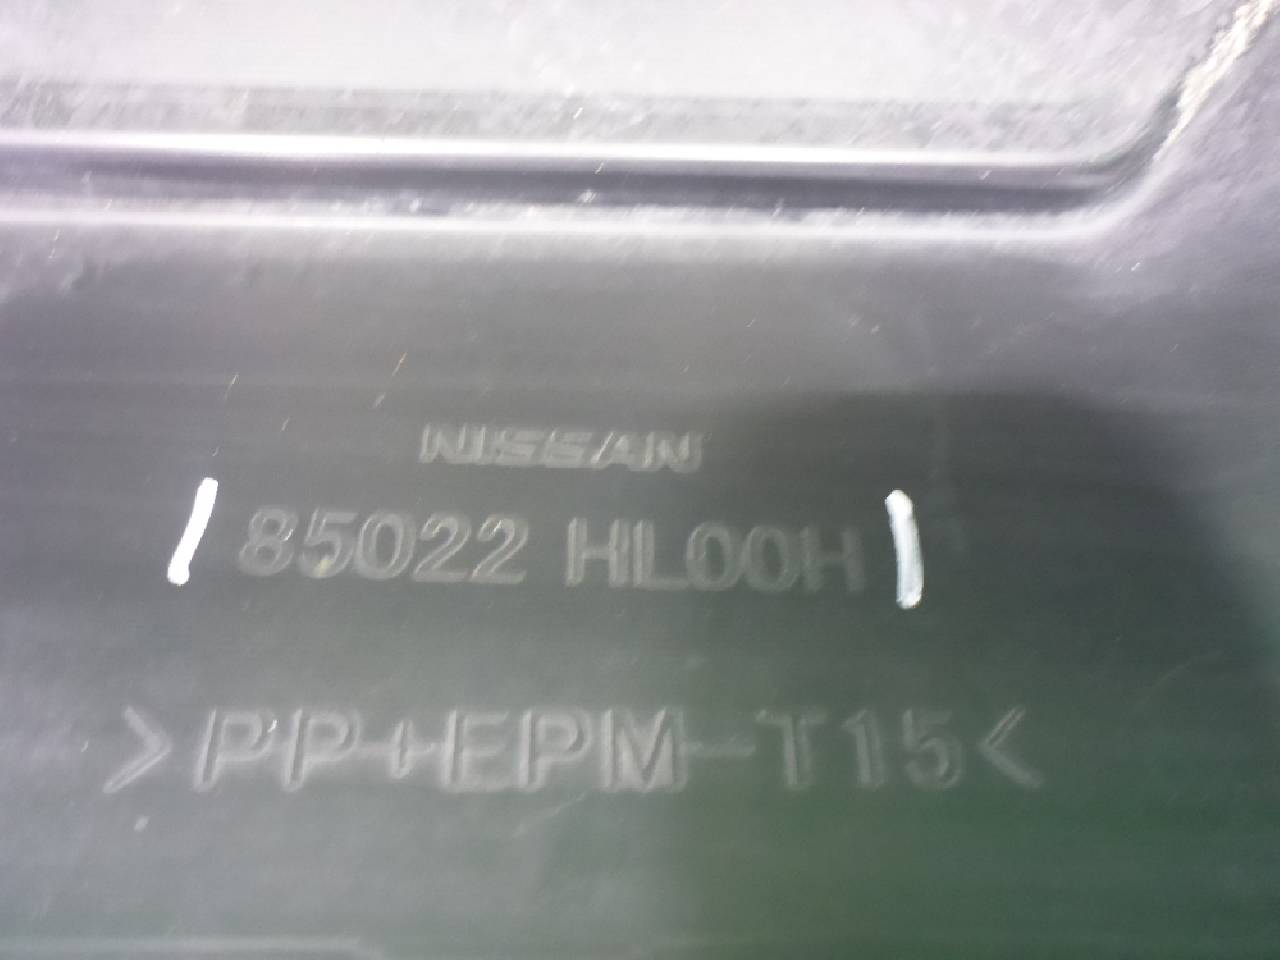 NISSAN
85022 HL00H
>PP+EPM-T15<